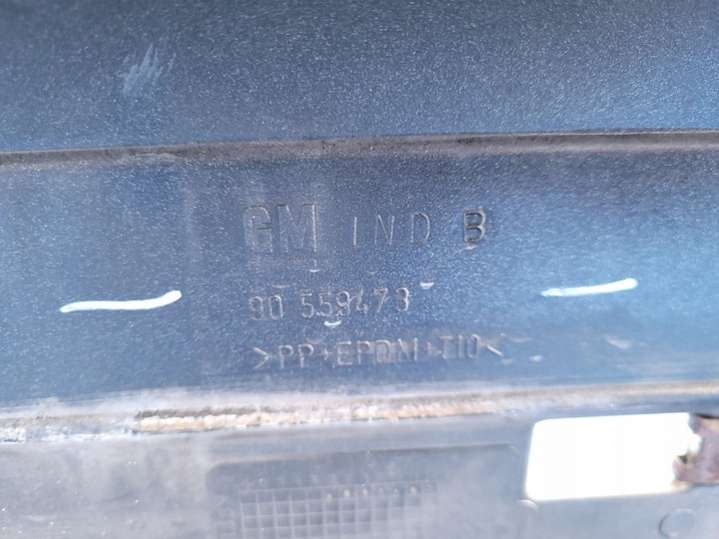 GM IND B
90 559473
>PP+EPDM+T10<